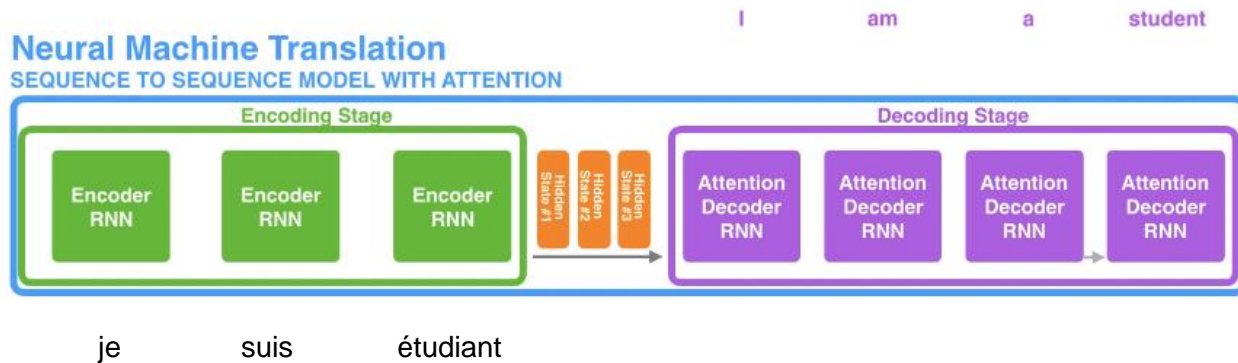 I am a student
Neural Machine Translation
SEQUENCE TO SEQUENCE MODEL WITH ATTENTION
Encoding Stage
Decoding Stage
Encoder
RNN
Encoder
RNN
Encoder
RNN
Hidden
State #1
Hidden
State #2
Hidden
State #3
Attention
Decoder
RNN
Attention
Decoder
RNN
Attention
Decoder
RNN
Attention
Decoder
RNN
je suis étudiant